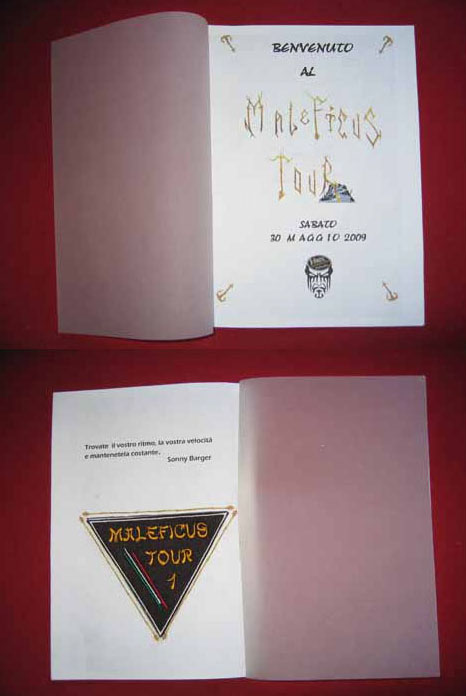 BENVENUTO
AL
MALEFICUS
TOUR
SABATO
30 MAGGIO 2009
Trovate il vostro ritmo, la vostra velocità
e mantenetela costante.
Sonny Barger
MALEFICUS
TOUR
1